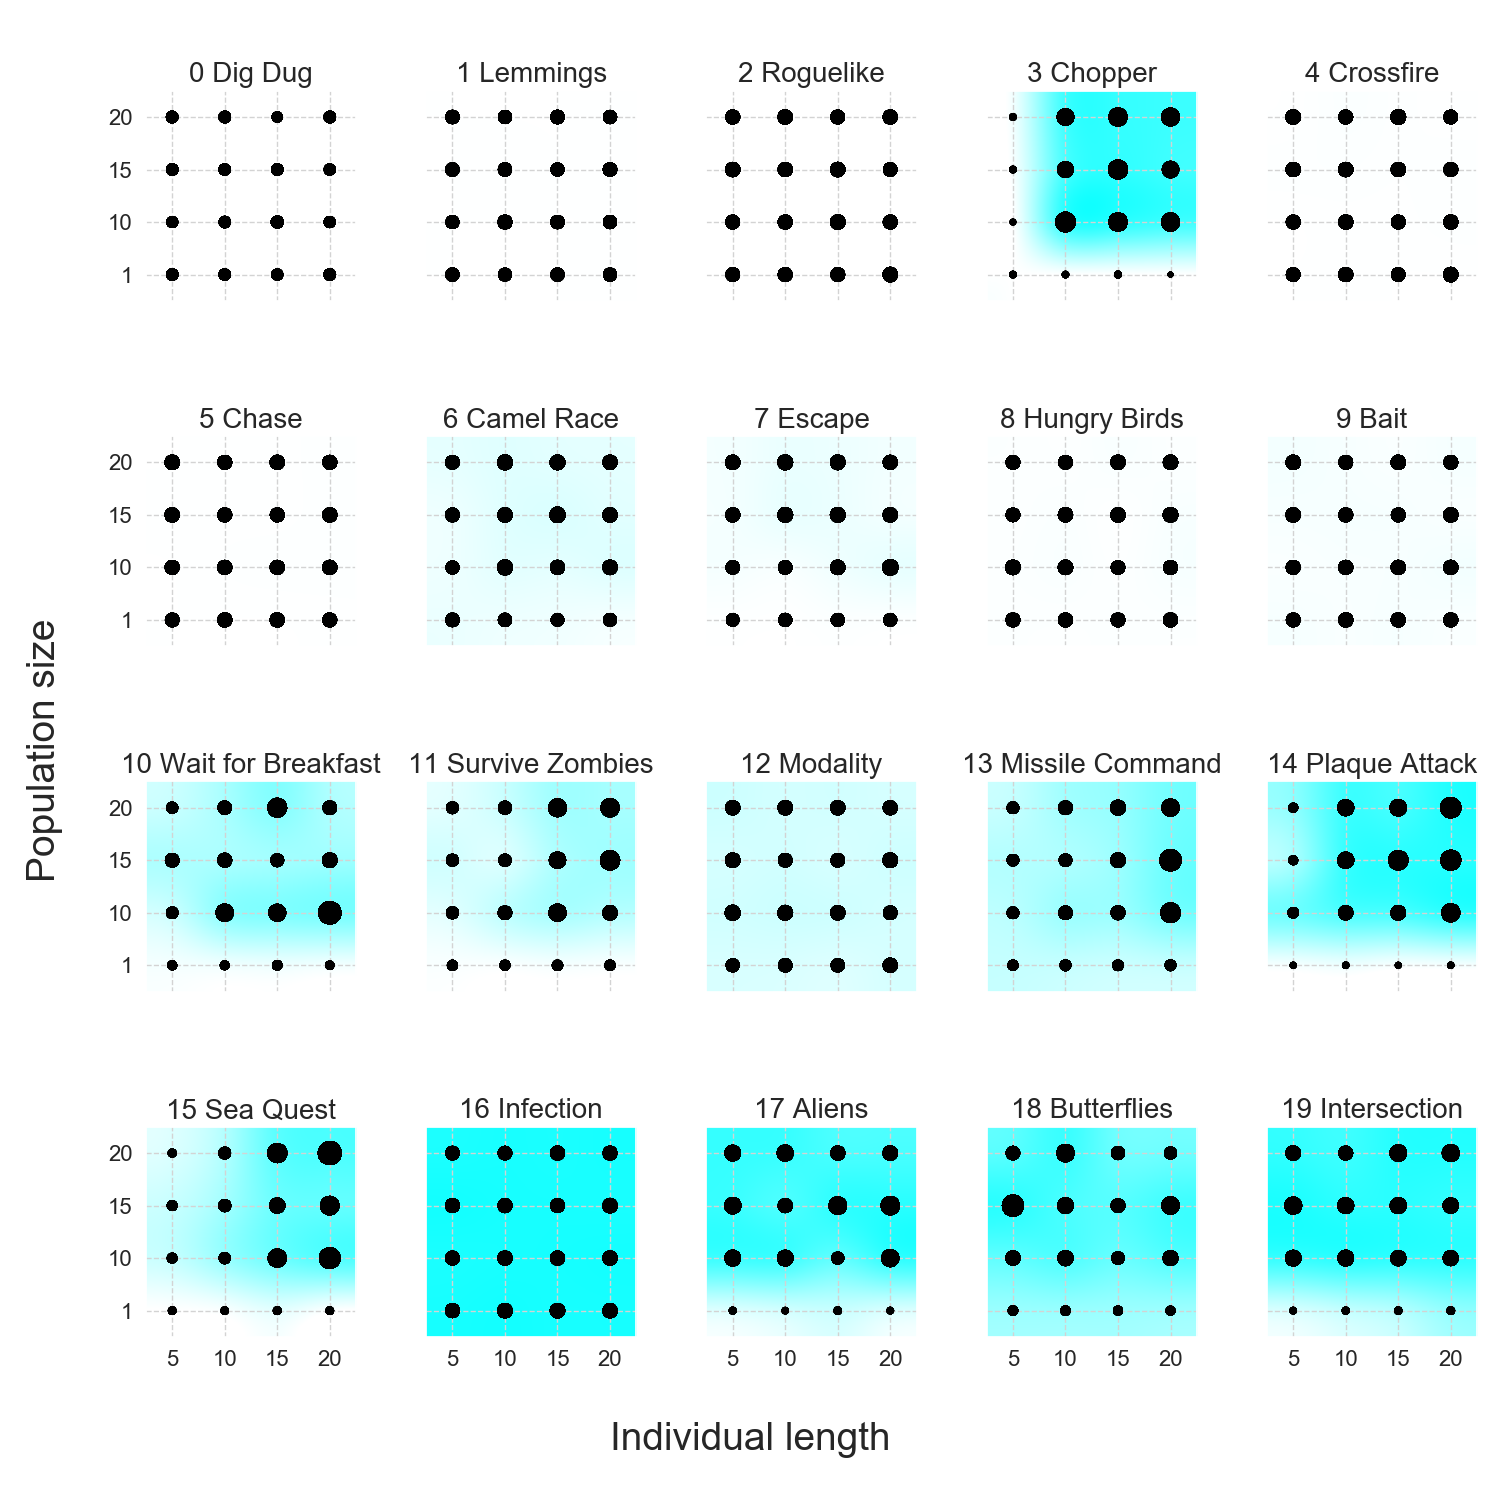 0 Dig Dug
1 Lemmings
2 Roguelike
3 Chopper
4 Crossfire
20
15
10
1
5 Chase
6 Camel Race
7 Escape
8 Hungry Birds
9 Bait
20
15
10
1
Population size
10 Wait for Breakfast
11 Survive Zombies
12 Modality
13 Missile Command
14 Plaque Attack
20
15
10
1
15 Sea Quest
16 Infection
17 Aliens
18 Butterflies
19 Intersection
20
15
10
1
5 10 15 20
5 10 15 20
5 10 15 20
5 10 15 20
5 10 15 20
Individual length